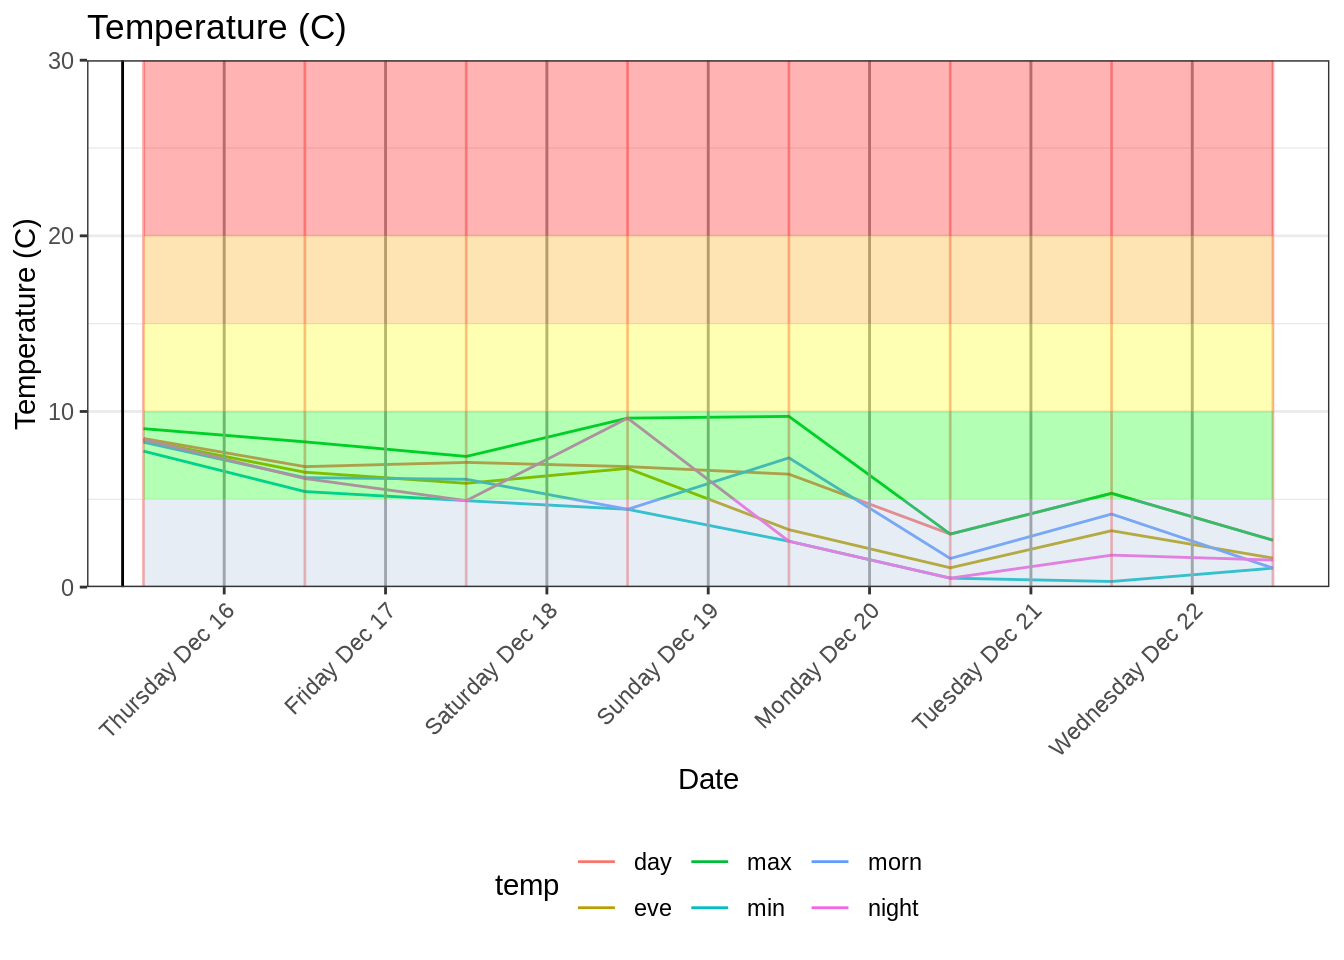 Temperature (C)
30
20
10
0
Temperature (C)
Thursday Dec 16
Friday Dec 17
Saturday Dec 18
Sunday Dec 19
Monday Dec 20
Tuesday Dec 21
Wednesday Dec 22
Date
temp
day max morn
eve min night